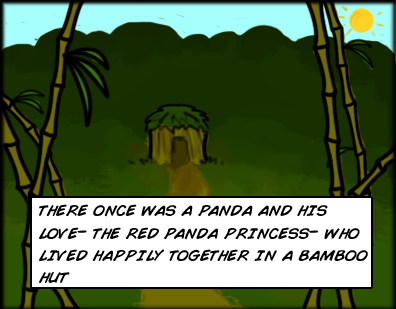 THERE ONCE WAS A PANDA AND HIS
LOVE- THE RED PANDA PRINCESS- WHO
LIVED HAPPILY TOGETHER IN A BAMBOO
HUT